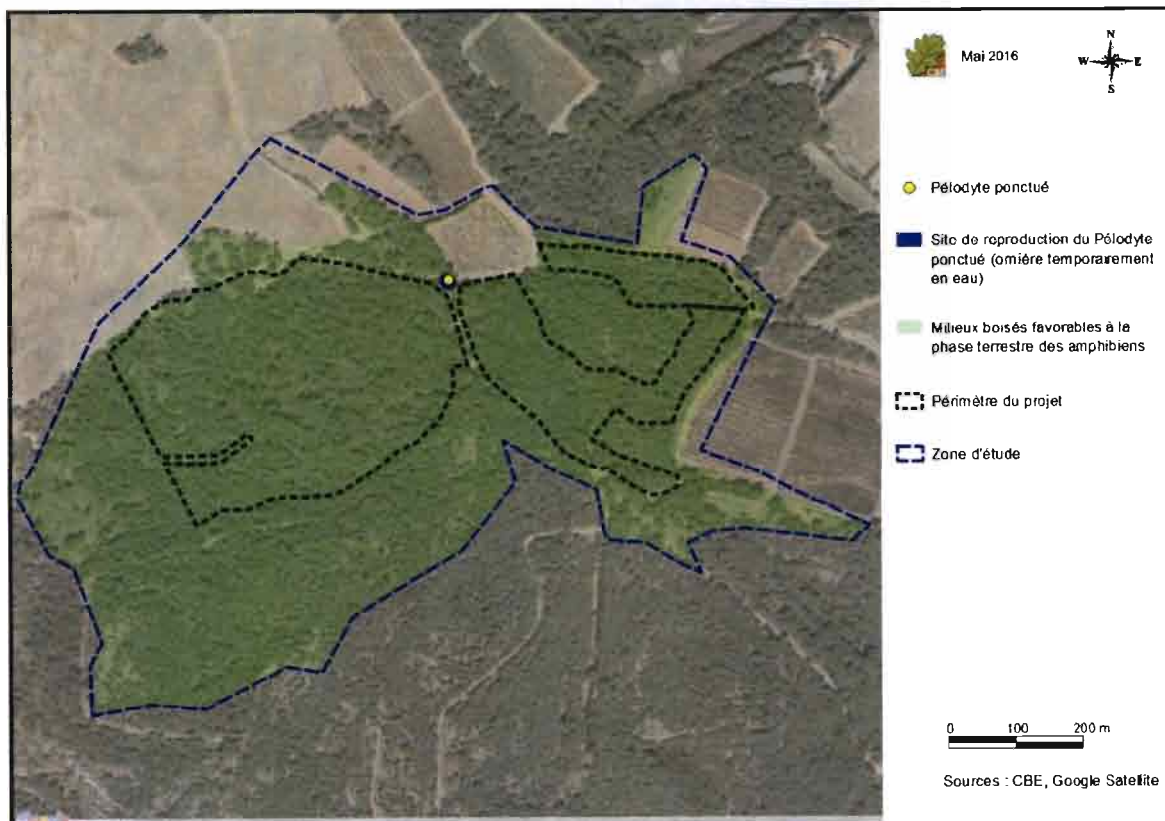 Mai 2016
N
W E
S
Pélodyte ponctué
Site de reproduction du Pélodyte
ponctué (ornière temporairement
en eau)
Milieux boisés favorables à la
phase terrestre des amphibiens
Périmètre du projet
Zone d'étude
0 100 200 m
Sources : CBE, Google Satellite